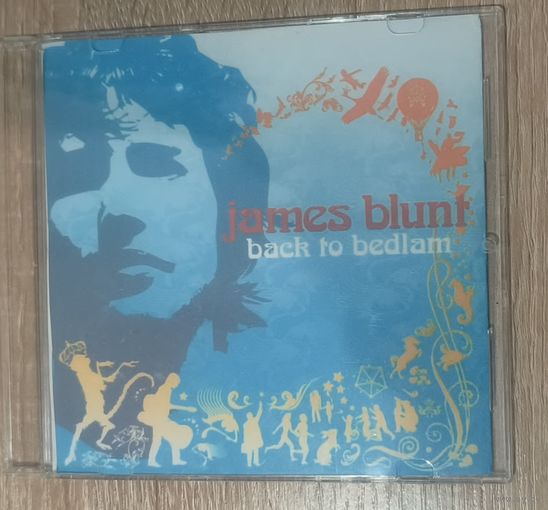 james blunt
back to bedlam